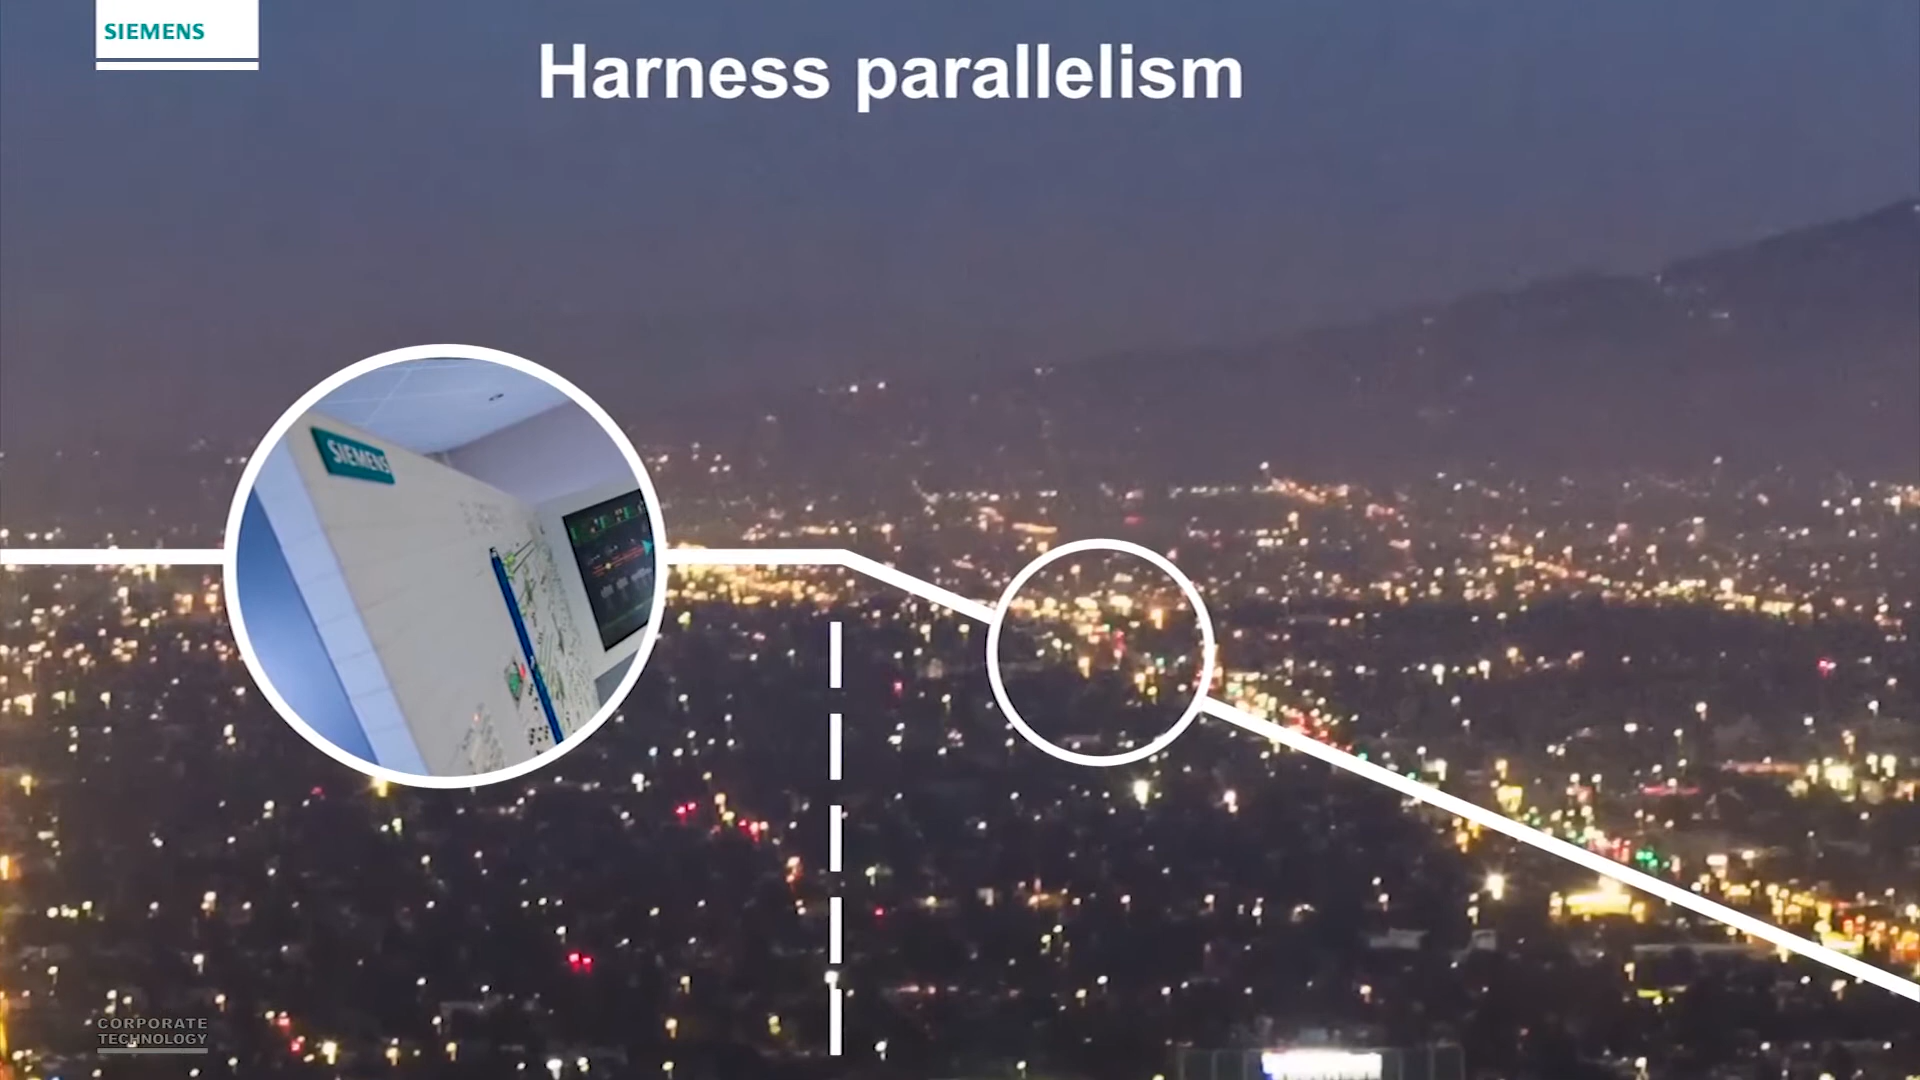 SIEMENS
Harness parallelism
SIEMENS
CORPORATE
TECHNOLOGY